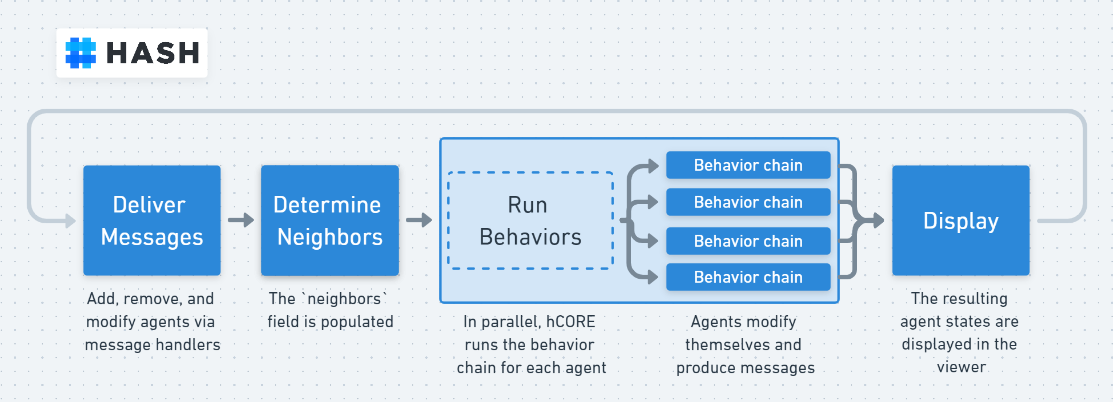 HASH
Deliver
Messages
Add, remove, and
modify agents via
message handlers
Determine
Neighbors
The `neighbors`
field is populated
Run
Behaviors
In parallel, hCORE
runs the behavior
chain for each agent
Behavior chain
Behavior chain
Behavior chain
Behavior chain
Agents modify
themselves and
produce messages
Display
The resulting
agent states are
displayed in the
viewer